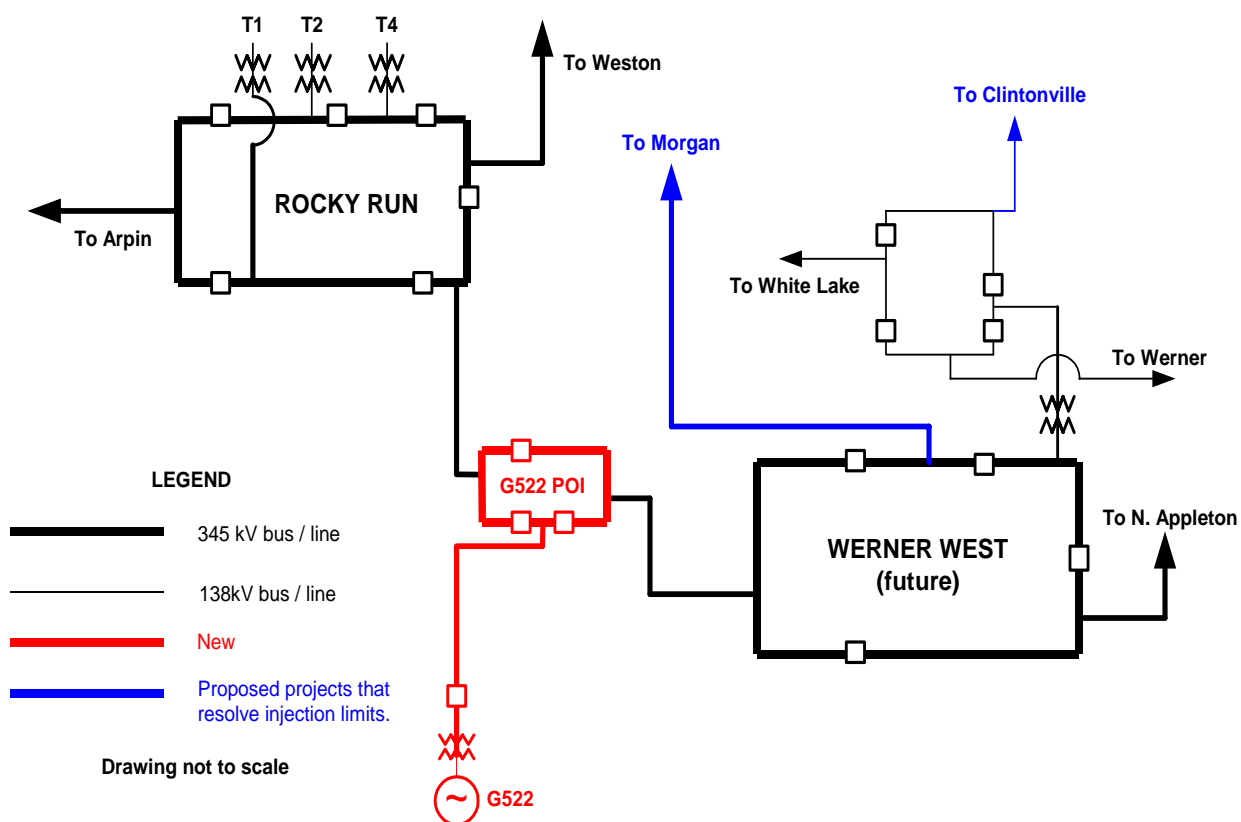 T1
T2
T4
To Weston
To Clintonville
To Morgan
ROCKY RUN
To Arpin
To White Lake
To Werner
LEGEND
G522 POI
345 kV bus / line
To N. Appleton
WERNER WEST
(future)
138kV bus / line
New
Proposed projects that
resolve injection limits.
Drawing not to scale
~
G522